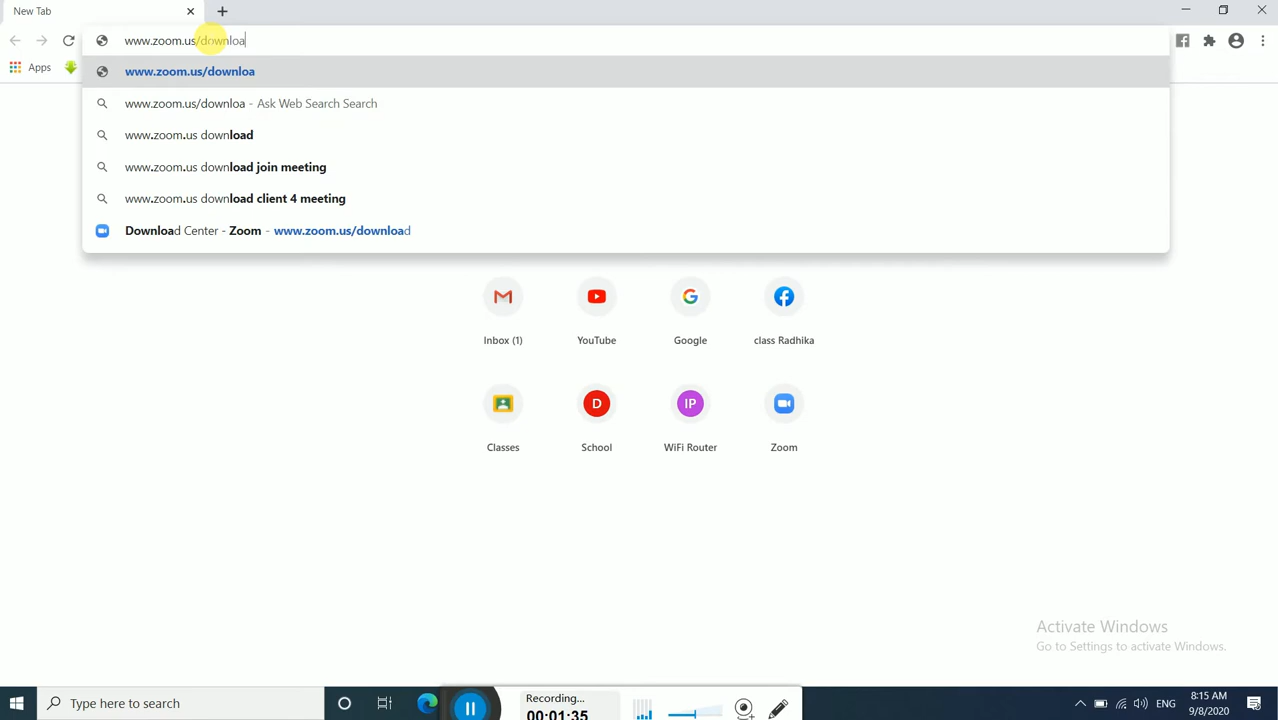 New Tab
www.zoom.us/downloa
Apps
www.zoom.us/downloa
www.zoom.us/downloa - Ask Web Search Search
www.zoom.us download
www.zoom.us download join meeting
www.zoom.us download client 4 meeting
Download Center - Zoom - www.zoom.us/download
Inbox (1)
YouTube
Google
class Radhika
Classes
D
School
IP
WiFi Router
Zoom
Activate Windows
Go to Settings to activate Windows.
Type here to search
Recording...
00:01:35
ENG
8:15 AM
9/8/2020